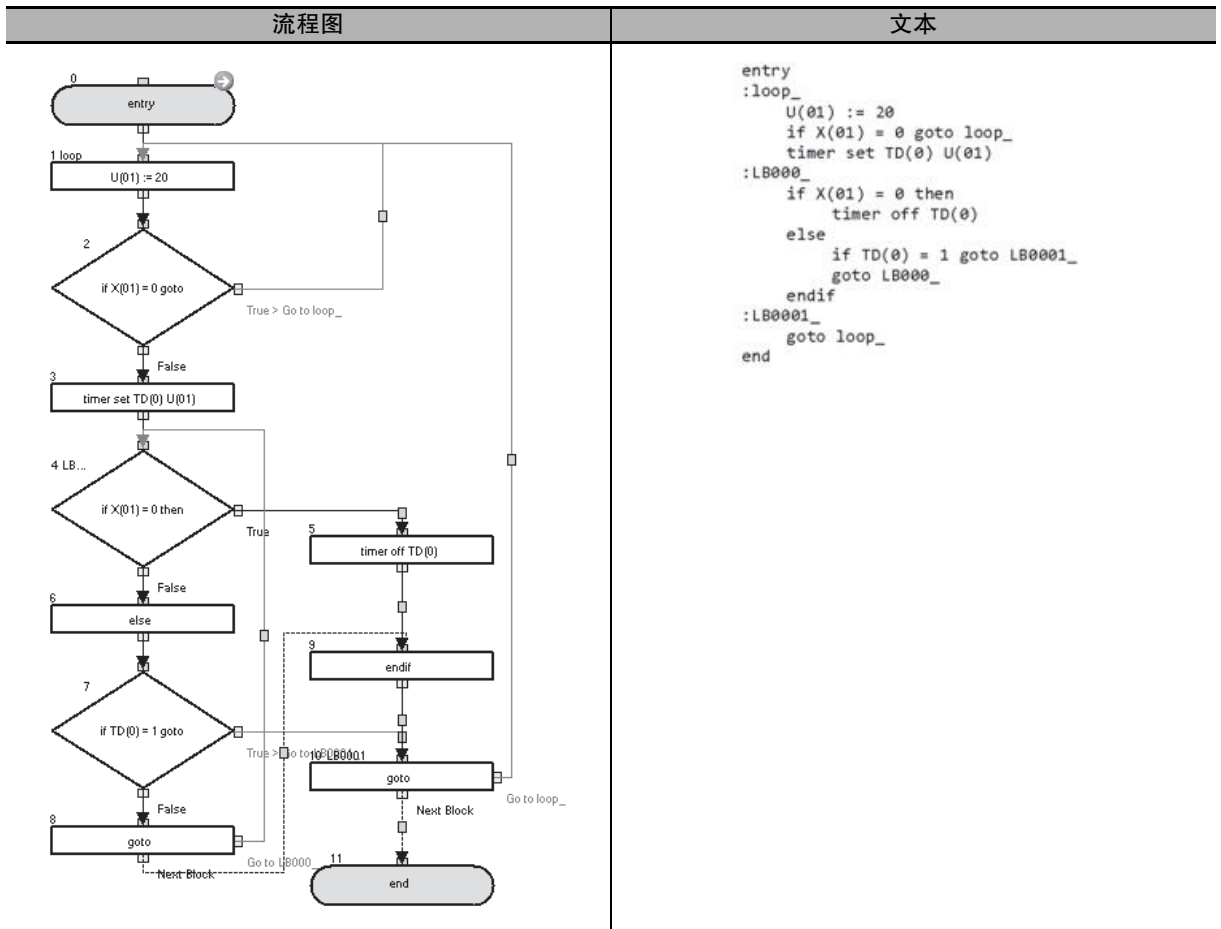 流程图
文本
0
entry
1 loop
U(01) := 20
2
if X(01) = 0 goto
True > Go to loop_
False
3
timer set TD(0) U(01)
4 LB...
if X(01) = 0 then
True
5
timer off TD(0)
False
6
else
9
endif
7
if TD(0) = 1 goto
True > Go to LB0001_
10 LB0001
goto
Go to loop_
False
Next Block
8
goto
Go to LB000_
Next Block
11
end
entry
:loop_
U(01) := 20
if X(01) = 0 goto loop_
timer set TD(0) U(01)
:LB000_
if X(01) = 0 then
timer off TD(0)
else
if TD(0) = 1 goto LB0001_
goto LB000_
endif
:LB0001_
goto loop_
end